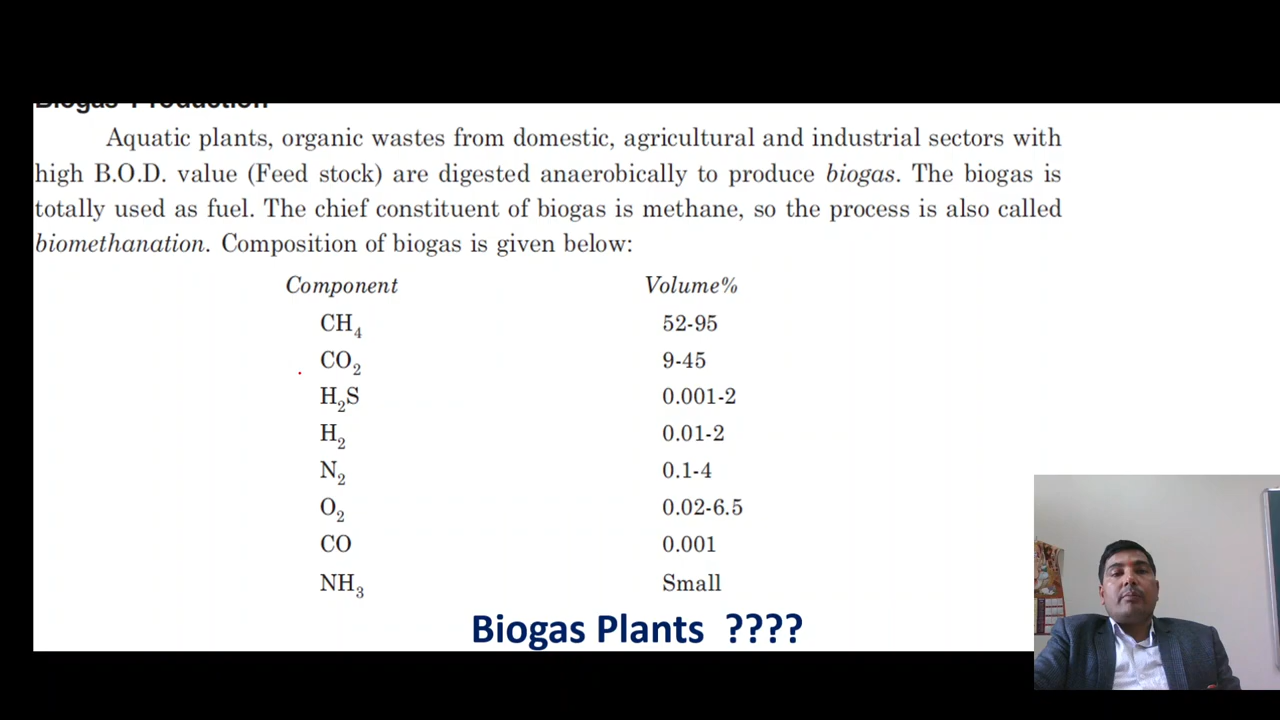 Biogas Production
Aquatic plants, organic wastes from domestic, agricultural and industrial sectors with
high B.O.D. value (Feed stock) are digested anaerobically to produce biogas. The biogas is
totally used as fuel. The chief constituent of biogas is methane, so the process is also called
biomethanation. Composition of biogas is given below:
Component Volume%
CH₄ 52-95
CO₂ 9-45
H₂S 0.001-2
H₂ 0.01-2
N₂ 0.1-4
O₂ 0.02-6.5
CO 0.001
NH₃ Small
Biogas Plants ????